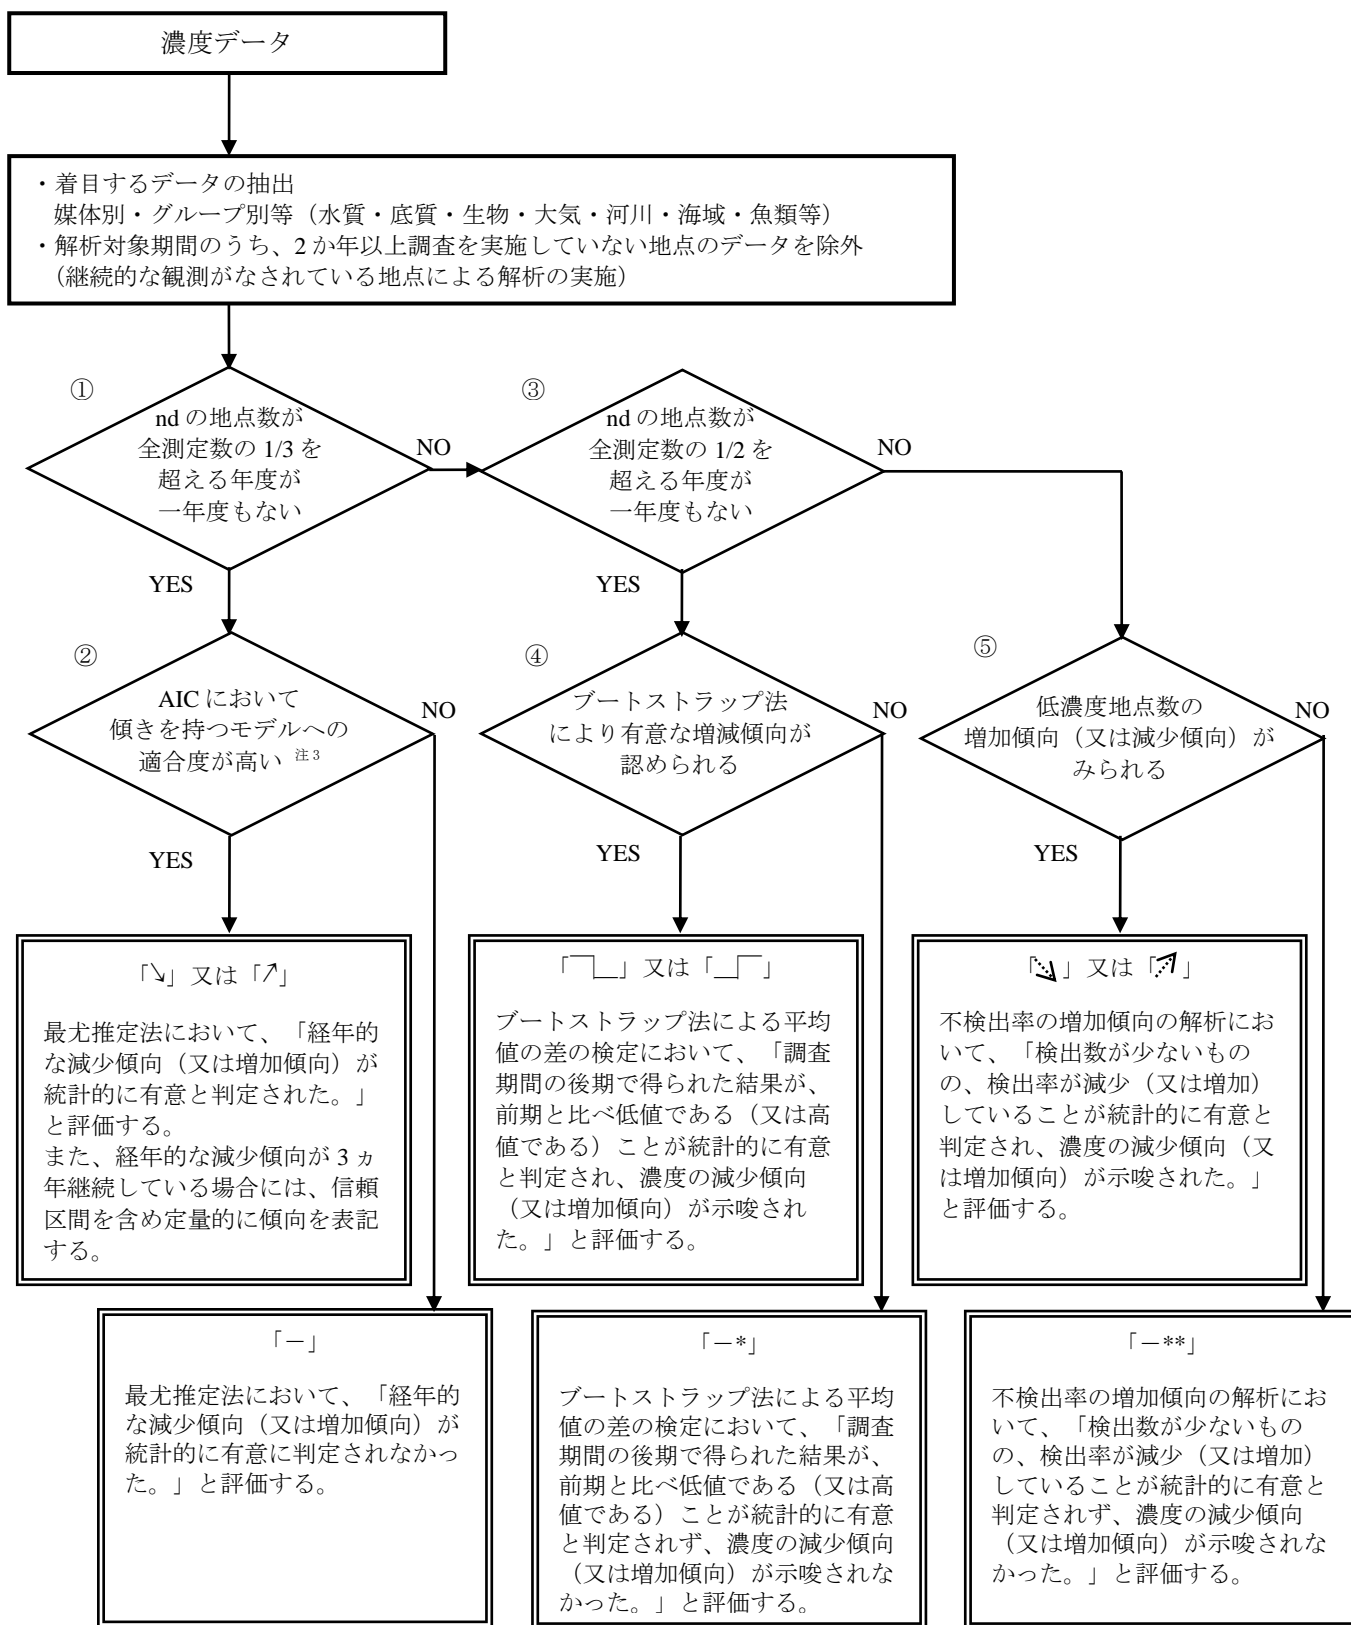 濃度データ
・着目するデータの抽出
媒体別・グループ別等（水質・底質・生物・大気・河川・海域・魚類等）
・解析対象期間のうち、2 か年以上調査を実施していない地点のデータを除外
（継続的な観測がなされている地点による解析の実施）
①
nd の地点数が
全測定数の 1/3 を
超える年度が
一年度もない
NO
YES
③
nd の地点数が
全測定数の 1/2 を
超える年度が
一年度もない
NO
YES
②
AIC において
傾きを持つモデルへの
適合度が高い 注3
NO
YES
④
ブートストラップ法
により有意な増減傾向が
認められる
NO
YES
⑤
低濃度地点数の
増加傾向（又は減少傾向）が
みられる
NO
YES
「↘」又は「↗」
最尤推定法において、「経年的
な減少傾向（又は増加傾向）が
統計的に有意と判定された。」
と評価する。
また、経年的な減少傾向が 3 ヵ
年継続している場合には、信頼
区間を含め定量的に傾向を表記
する。
「￣|＿」又は「＿|￣」
ブートストラップ法による平均
値の差の検定において、「調査
期間の後期で得られた結果が、
前期と比べ低値である（又は高
値である）ことが統計的に有意
と判定され、濃度の減少傾向
（又は増加傾向）が示唆され
た。」と評価する。
「⇘」又は「⇗」
不検出率の増加傾向の解析にお
いて、「検出数が少ないもの
の、検出率が減少（又は増加）
していることが統計的に有意と
判定され、濃度の減少傾向（又
は増加傾向）が示唆された。」
と評価する。
「－」
最尤推定法において、「経年的
な減少傾向（又は増加傾向）が
統計的に有意に判定されなかっ
た。」と評価する。
「－*」
ブートストラップ法による平均
値の差の検定において、「調査
期間の後期で得られた結果が、
前期と比べ低値である（又は高
値である）ことが統計的に有意
と判定されず、濃度の減少傾向
（又は増加傾向）が示唆されな
かった。」と評価する。
「－**」
不検出率の増加傾向の解析にお
いて、「検出数が少ないもの
の、検出率が減少（又は増加）
していることが統計的に有意と
判定されず、濃度の減少傾向
（又は増加傾向）が示唆されな
かった。」と評価する。